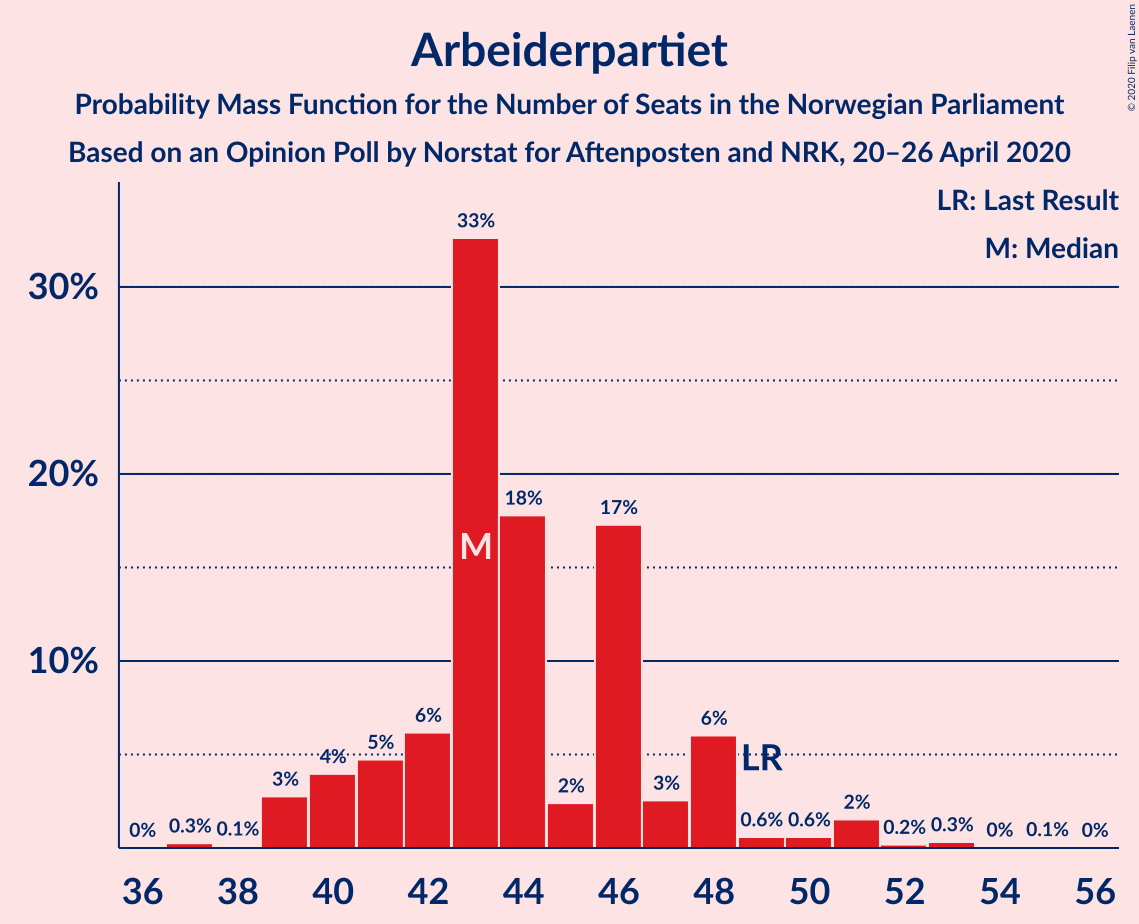 © 2020 Filip van Laenen
Arbeiderpartiet
Probability Mass Function for the Number of Seats in the Norwegian Parliament
Based on an Opinion Poll by Norstat for Aftenposten and NRK, 20–26 April 2020
LR: Last Result
M: Median
30%
20%
10%
0%
0.3%
0.1%
3%
4%
5%
6%
33%
M
18%
2%
17%
3%
6%
LR
0.6%
0.6%
2%
0.2%
0.3%
0%
0.1%
0%
36 38 40 42 44 46 48 50 52 54 56